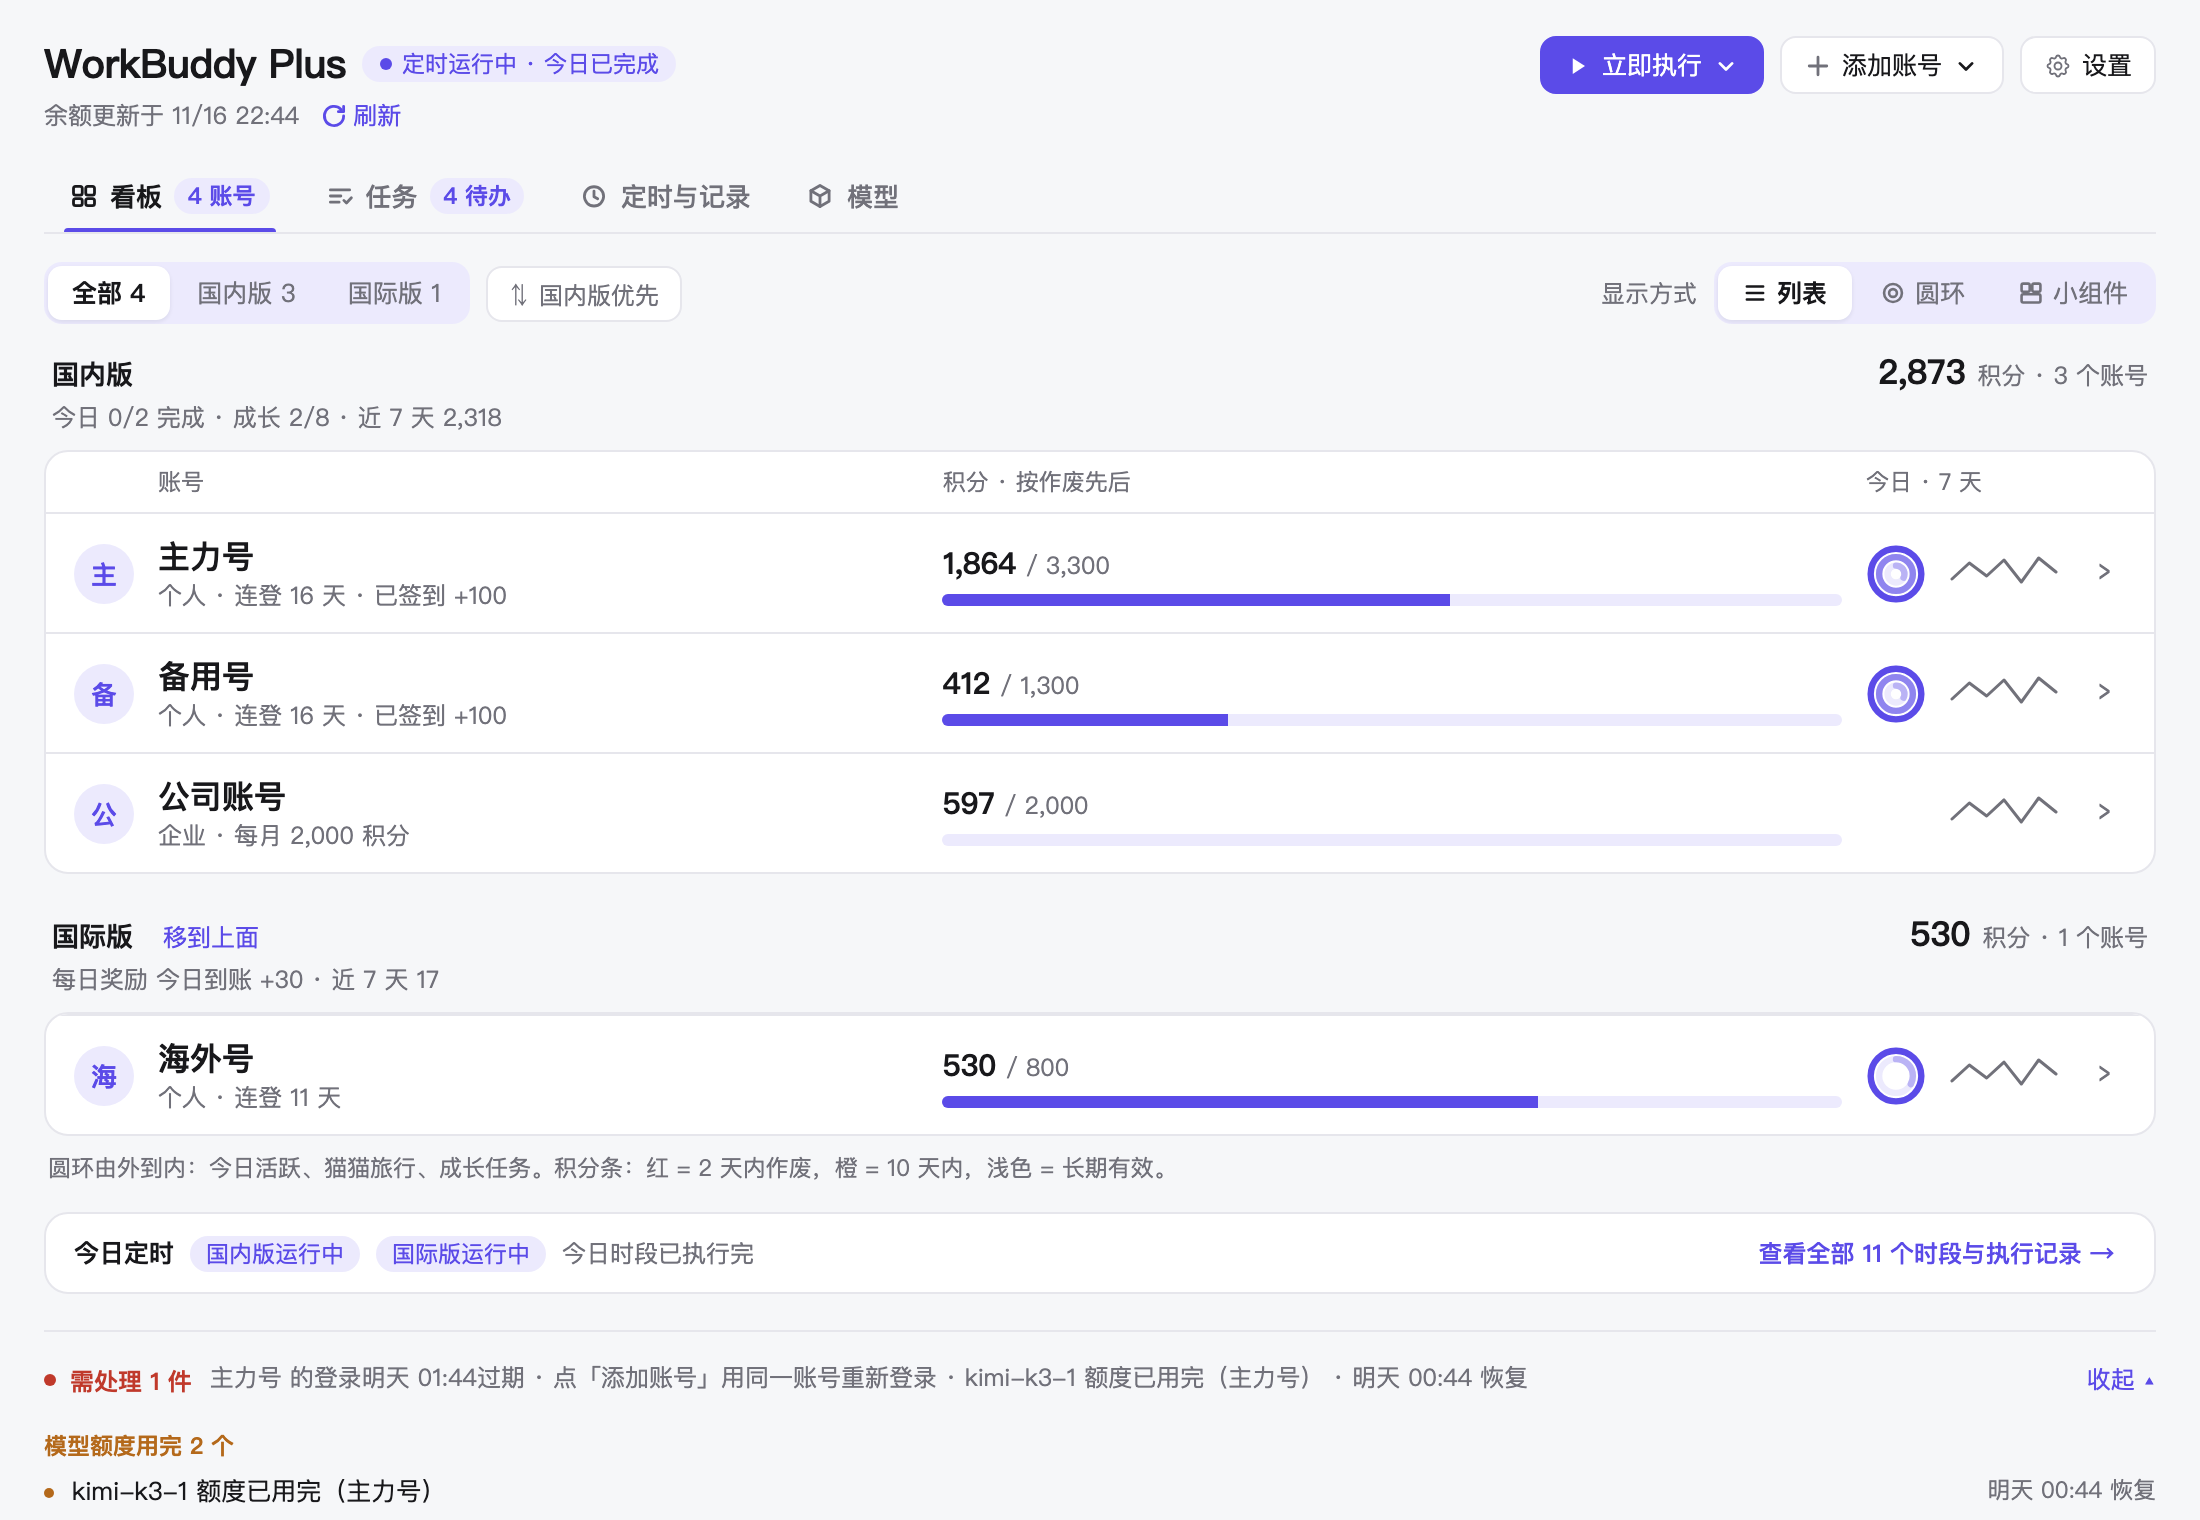 WorkBuddy Plus
定时运行中 · 今日已完成
立即执行
添加账号
设置
余额更新于 11/16 22:44
刷新
看板 4 账号
任务 4 待办
定时与记录
模型
全部 4
国内版 3
国际版 1
国内版优先
显示方式
列表
圆环
小组件
国内版
2,873 积分 · 3 个账号
今日 0/2 完成 · 成长 2/8 · 近 7 天 2,318
账号
积分 · 按作废先后
今日 · 7 天
主
主力号
个人 · 连登 16 天 · 已签到 +100
1,864 / 3,300
备
备用号
个人 · 连登 16 天 · 已签到 +100
412 / 1,300
公
公司账号
企业 · 每月 2,000 积分
597 / 2,000
国际版 移到上面
530 积分 · 1 个账号
每日奖励 今日到账 +30 · 近 7 天 17
海
海外号
个人 · 连登 11 天
530 / 800
圆环由外到内：今日活跃、猫猫旅行、成长任务。积分条：红 = 2 天内作废，橙 = 10 天内，浅色 = 长期有效。
今日定时 国内版运行中 国际版运行中 今日时段已执行完
查看全部 11 个时段与执行记录 →
需处理 1 件 主力号 的登录明天 01:44过期 · 点「添加账号」用同一账号重新登录 · kimi-k3-1 额度已用完（主力号） · 明天 00:44 恢复
收起
模型额度用完 2 个
kimi-k3-1 额度已用完（主力号）
明天 00:44 恢复